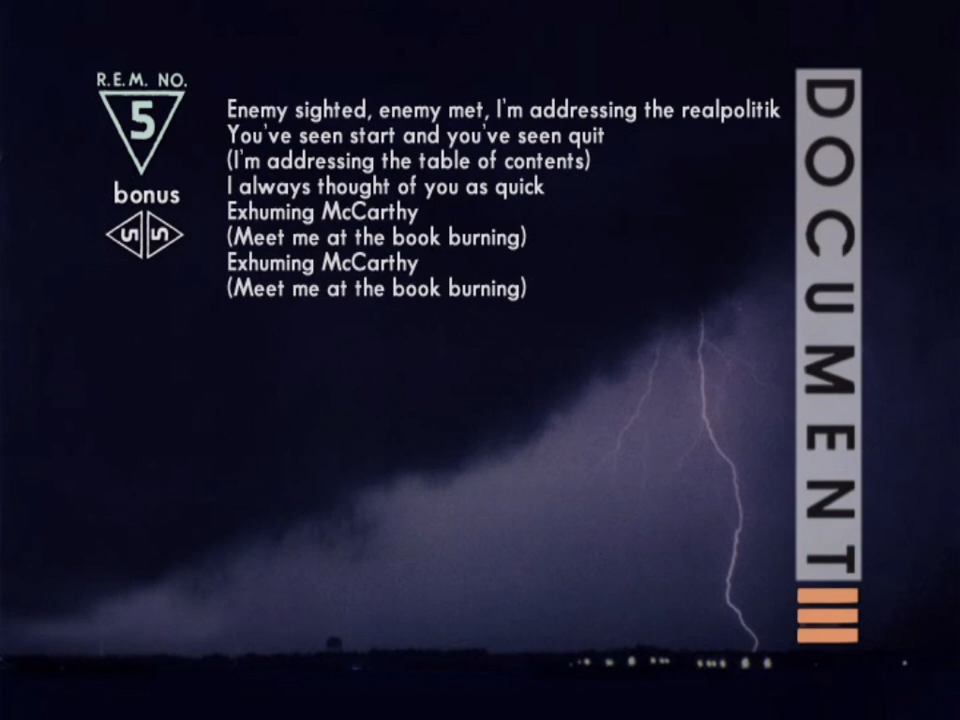 R.E.M. NO.
5
bonus
5 5
Enemy sighted, enemy met, I'm addressing the realpolitik
You've seen start and you've seen quit
(I'm addressing the table of contents)
I always thought of you as quick
Exhuming McCarthy
(Meet me at the book burning)
Exhuming McCarthy
(Meet me at the book burning)
DOCUMENT